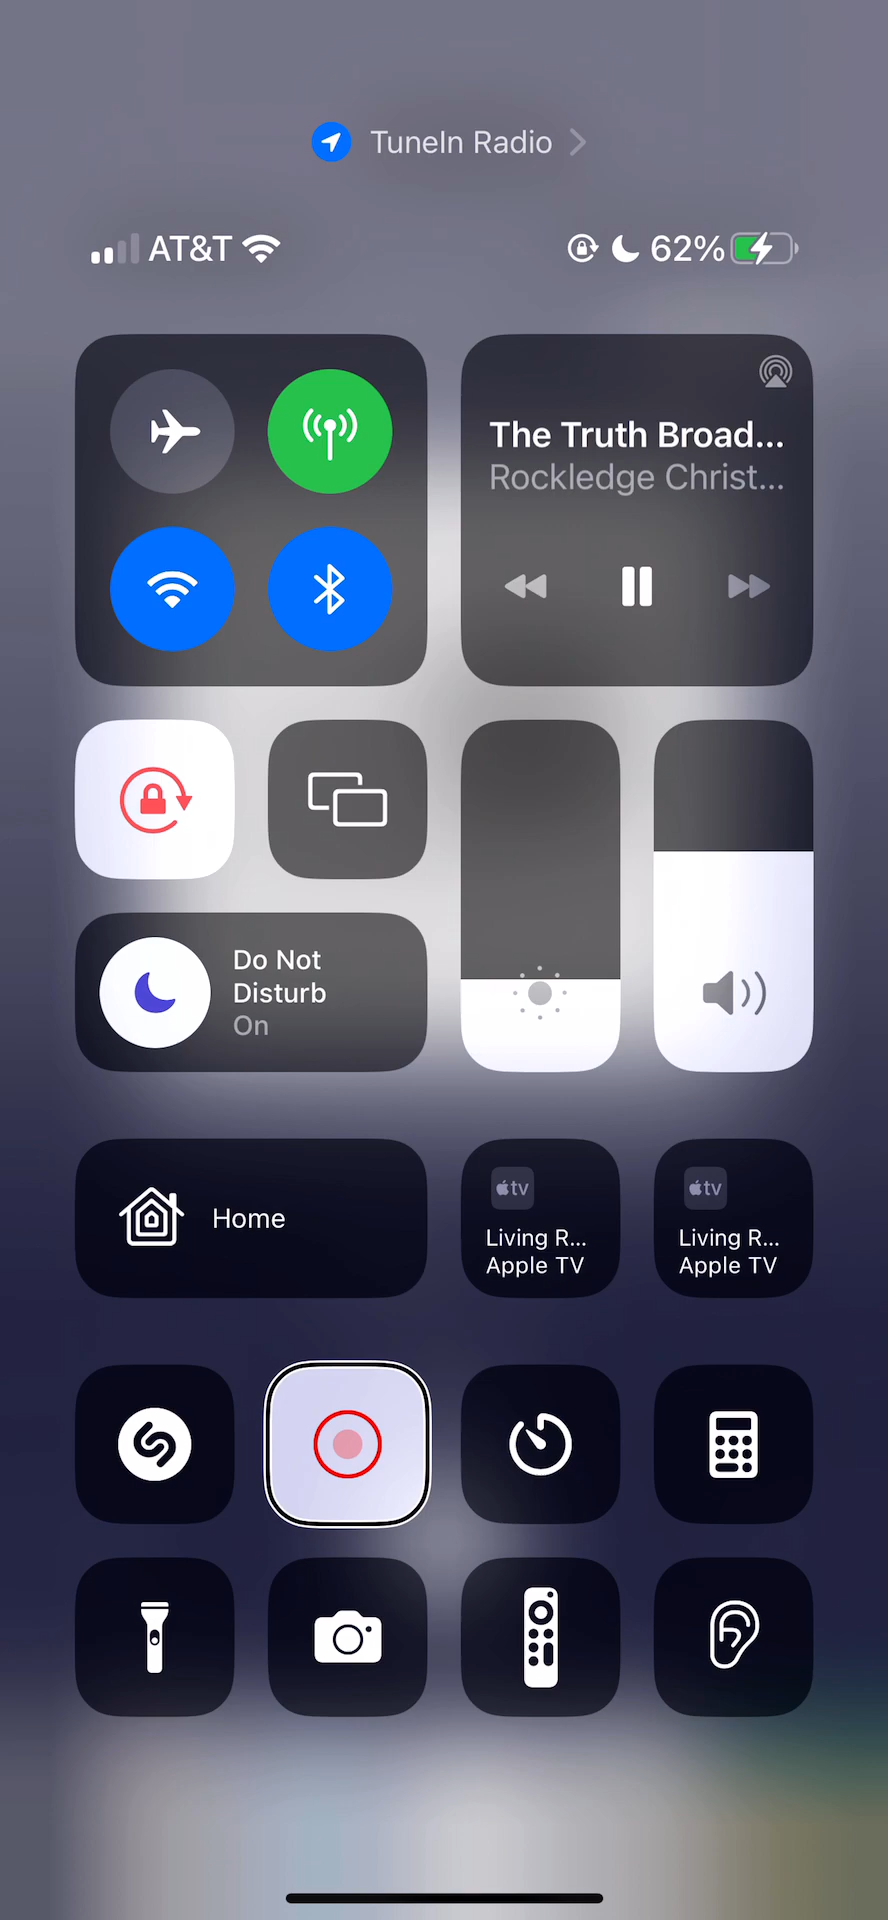 TuneIn Radio
AT&T 62%
The Truth Broad...
Rockledge Christ...
Do Not
Disturb
On
Home
tv
Living R...
Apple TV
tv
Living R...
Apple TV